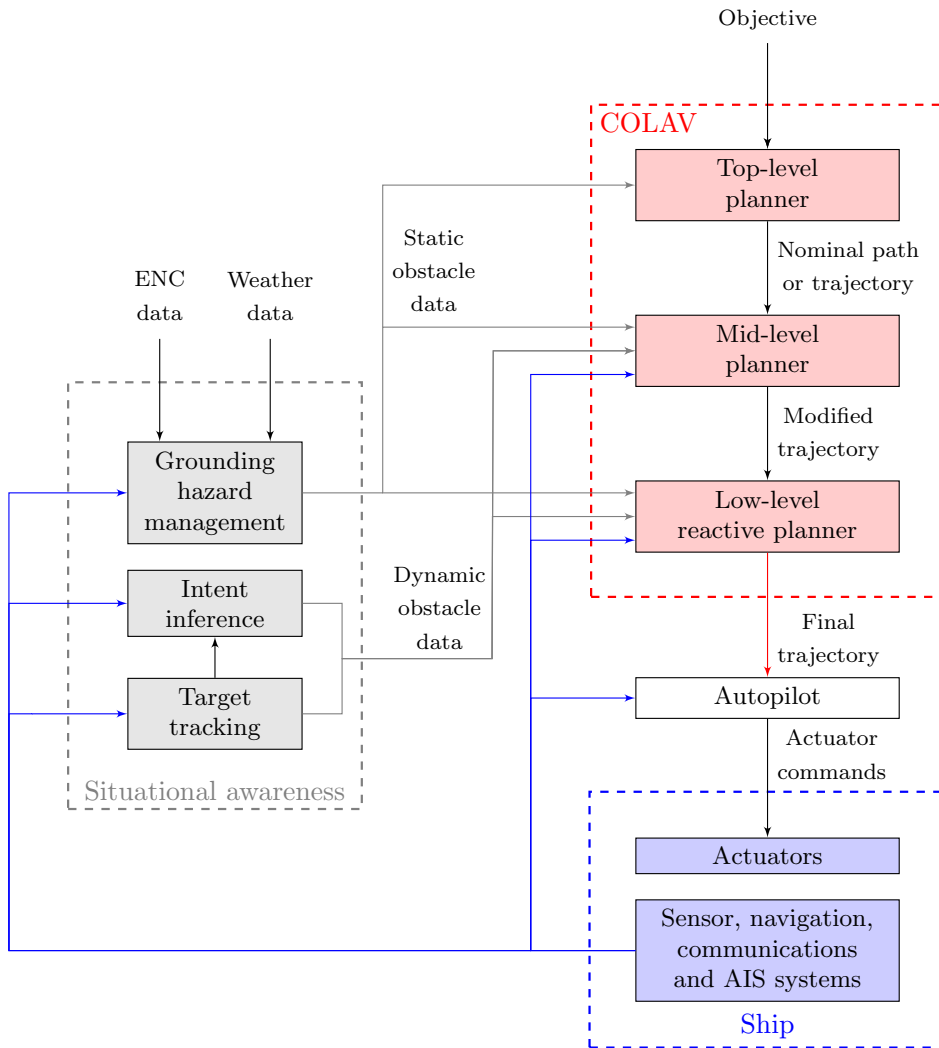 Objective
COLAV
Top-level
planner
Static
obstacle
data
Nominal path
or trajectory
ENC
data
Weather
data
Mid-level
planner
Modified
trajectory
Grounding
hazard
management
Low-level
reactive planner
Intent
inference
Dynamic
obstacle
data
Final
trajectory
Target
tracking
Autopilot
Situational awareness
Actuator
commands
Actuators
Sensor, navigation,
communications
and AIS systems
Ship